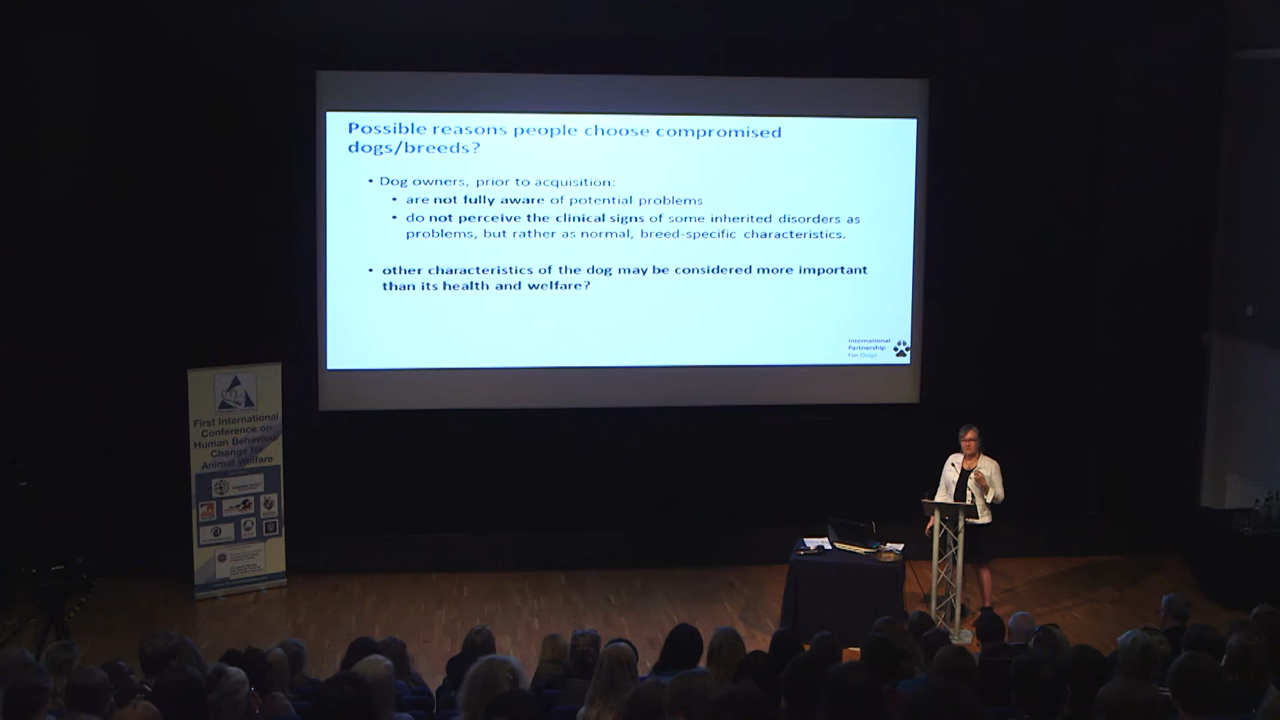 Possible reasons people choose compromised
dogs/breeds?
• Dog owners, prior to acquisition:
• are not fully aware of potential problems
• do not perceive the clinical signs of some inherited disorders as
problems, but rather as normal, breed-specific characteristics.
• other characteristics of the dog may be considered more important
than its health and welfare?
International
Partnership
For Dogs
First International
Conference on
Human Behaviour
Change for
Animal Welfare